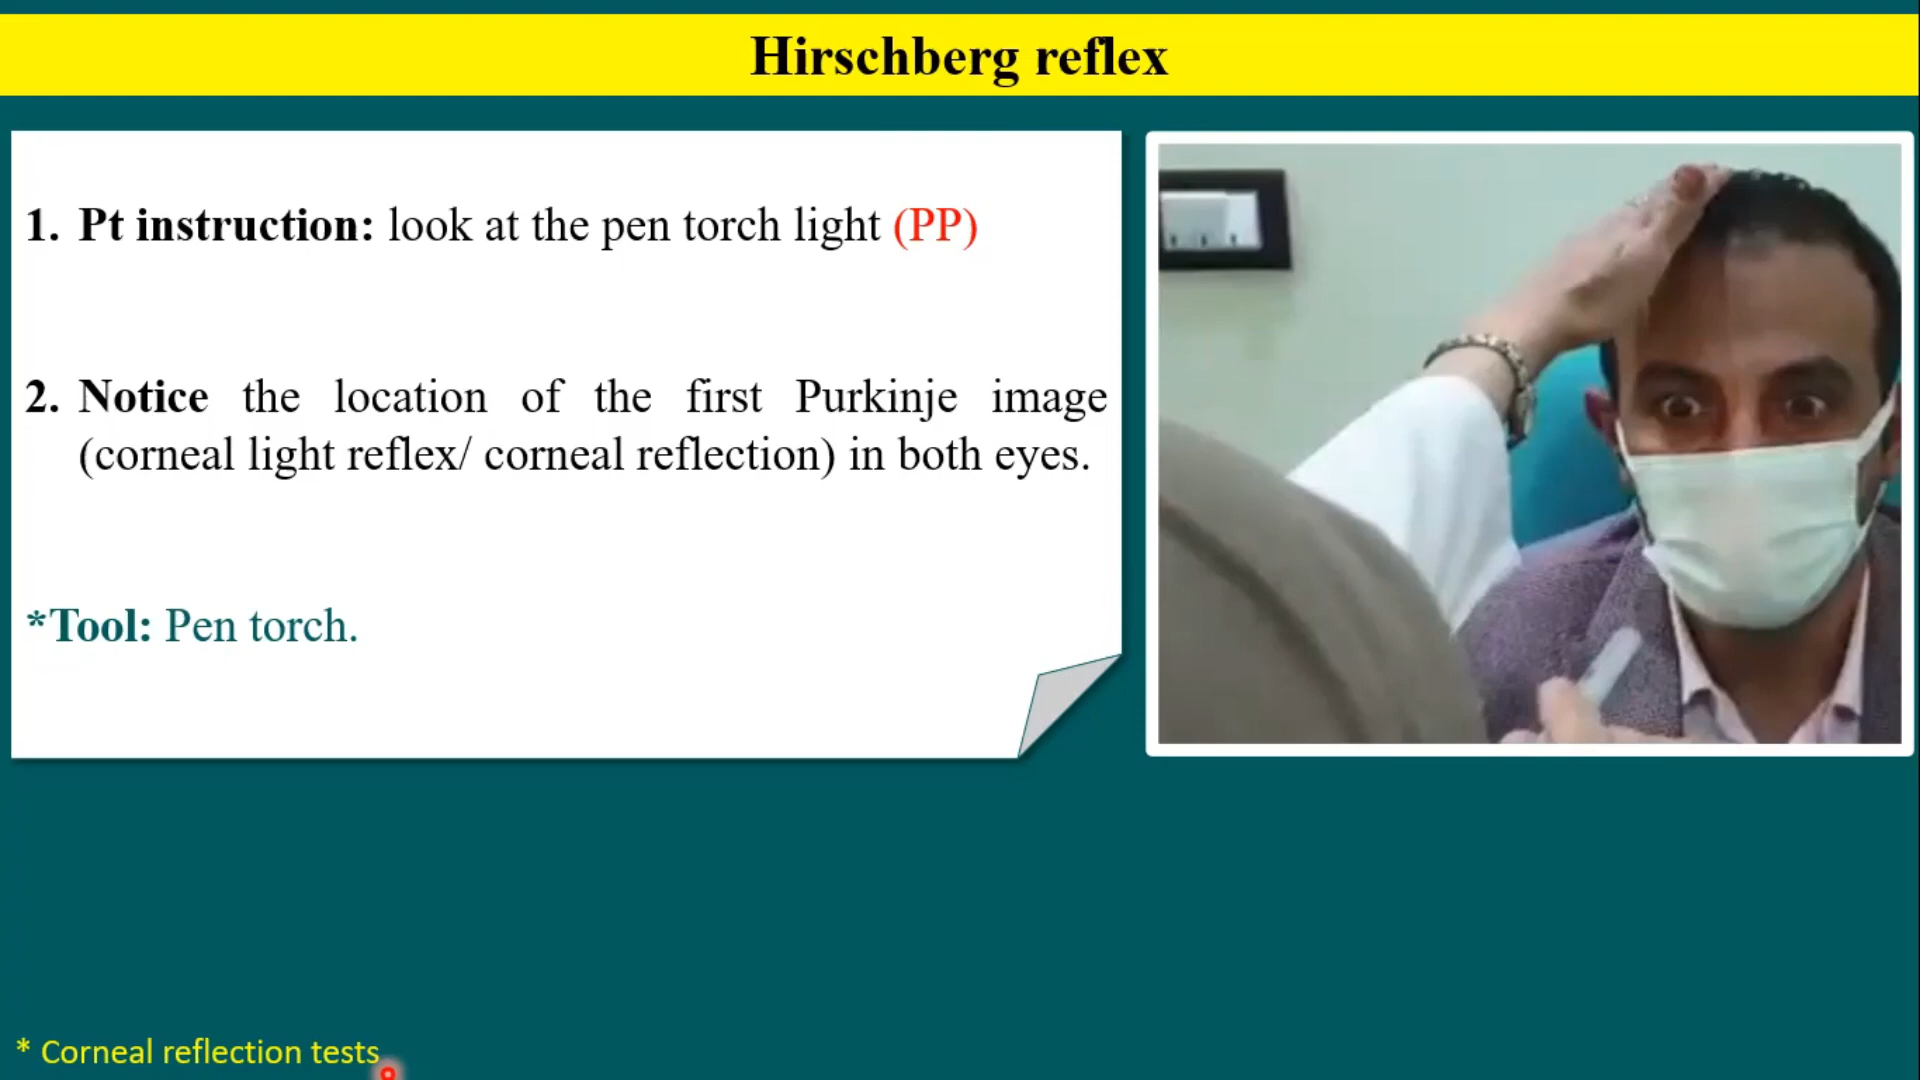 Hirschberg reflex
1. Pt instruction: look at the pen torch light (PP)
2. Notice the location of the first Purkinje image
(corneal light reflex/ corneal reflection) in both eyes.
*Tool: Pen torch.
* Corneal reflection tests